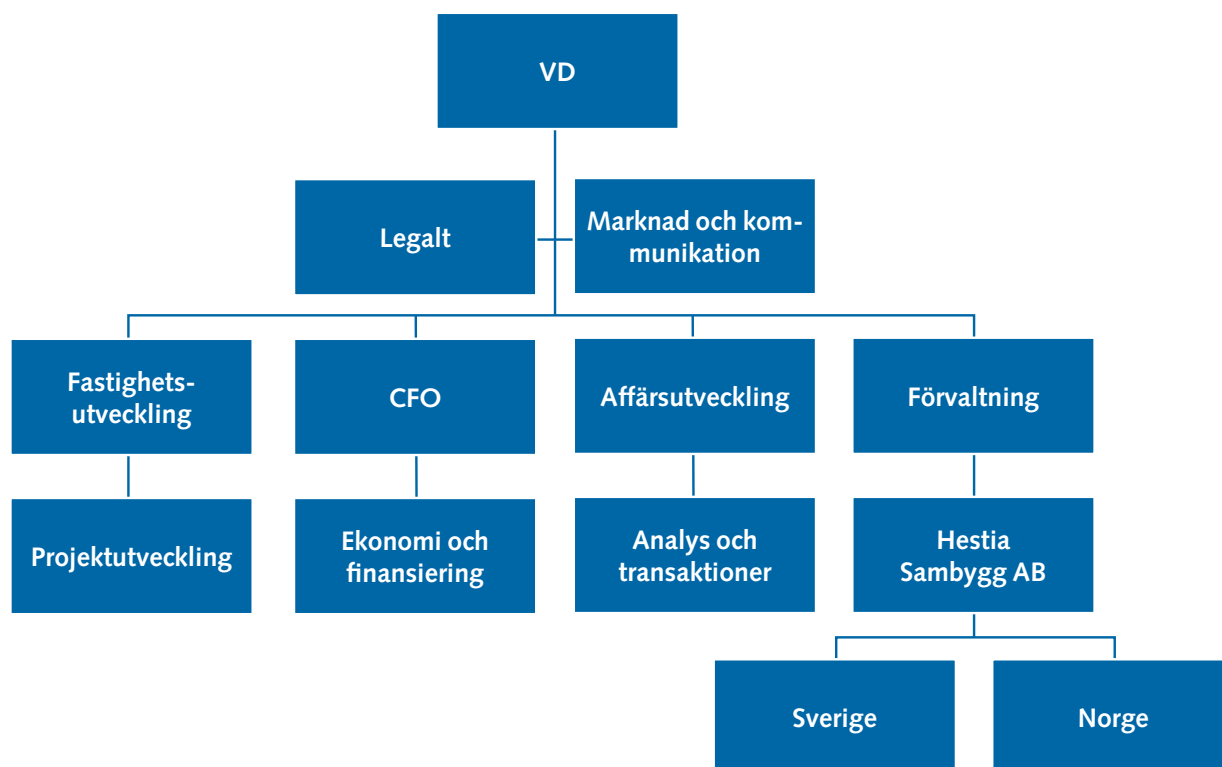 VD
Legalt
Marknad och kom-
munikation
Fastighets-
utveckling
CFO
Affärsutveckling
Förvaltning
Projektutveckling
Ekonomi och
finansiering
Analys och
transaktioner
Hestia
Sambygg AB
Sverige
Norge